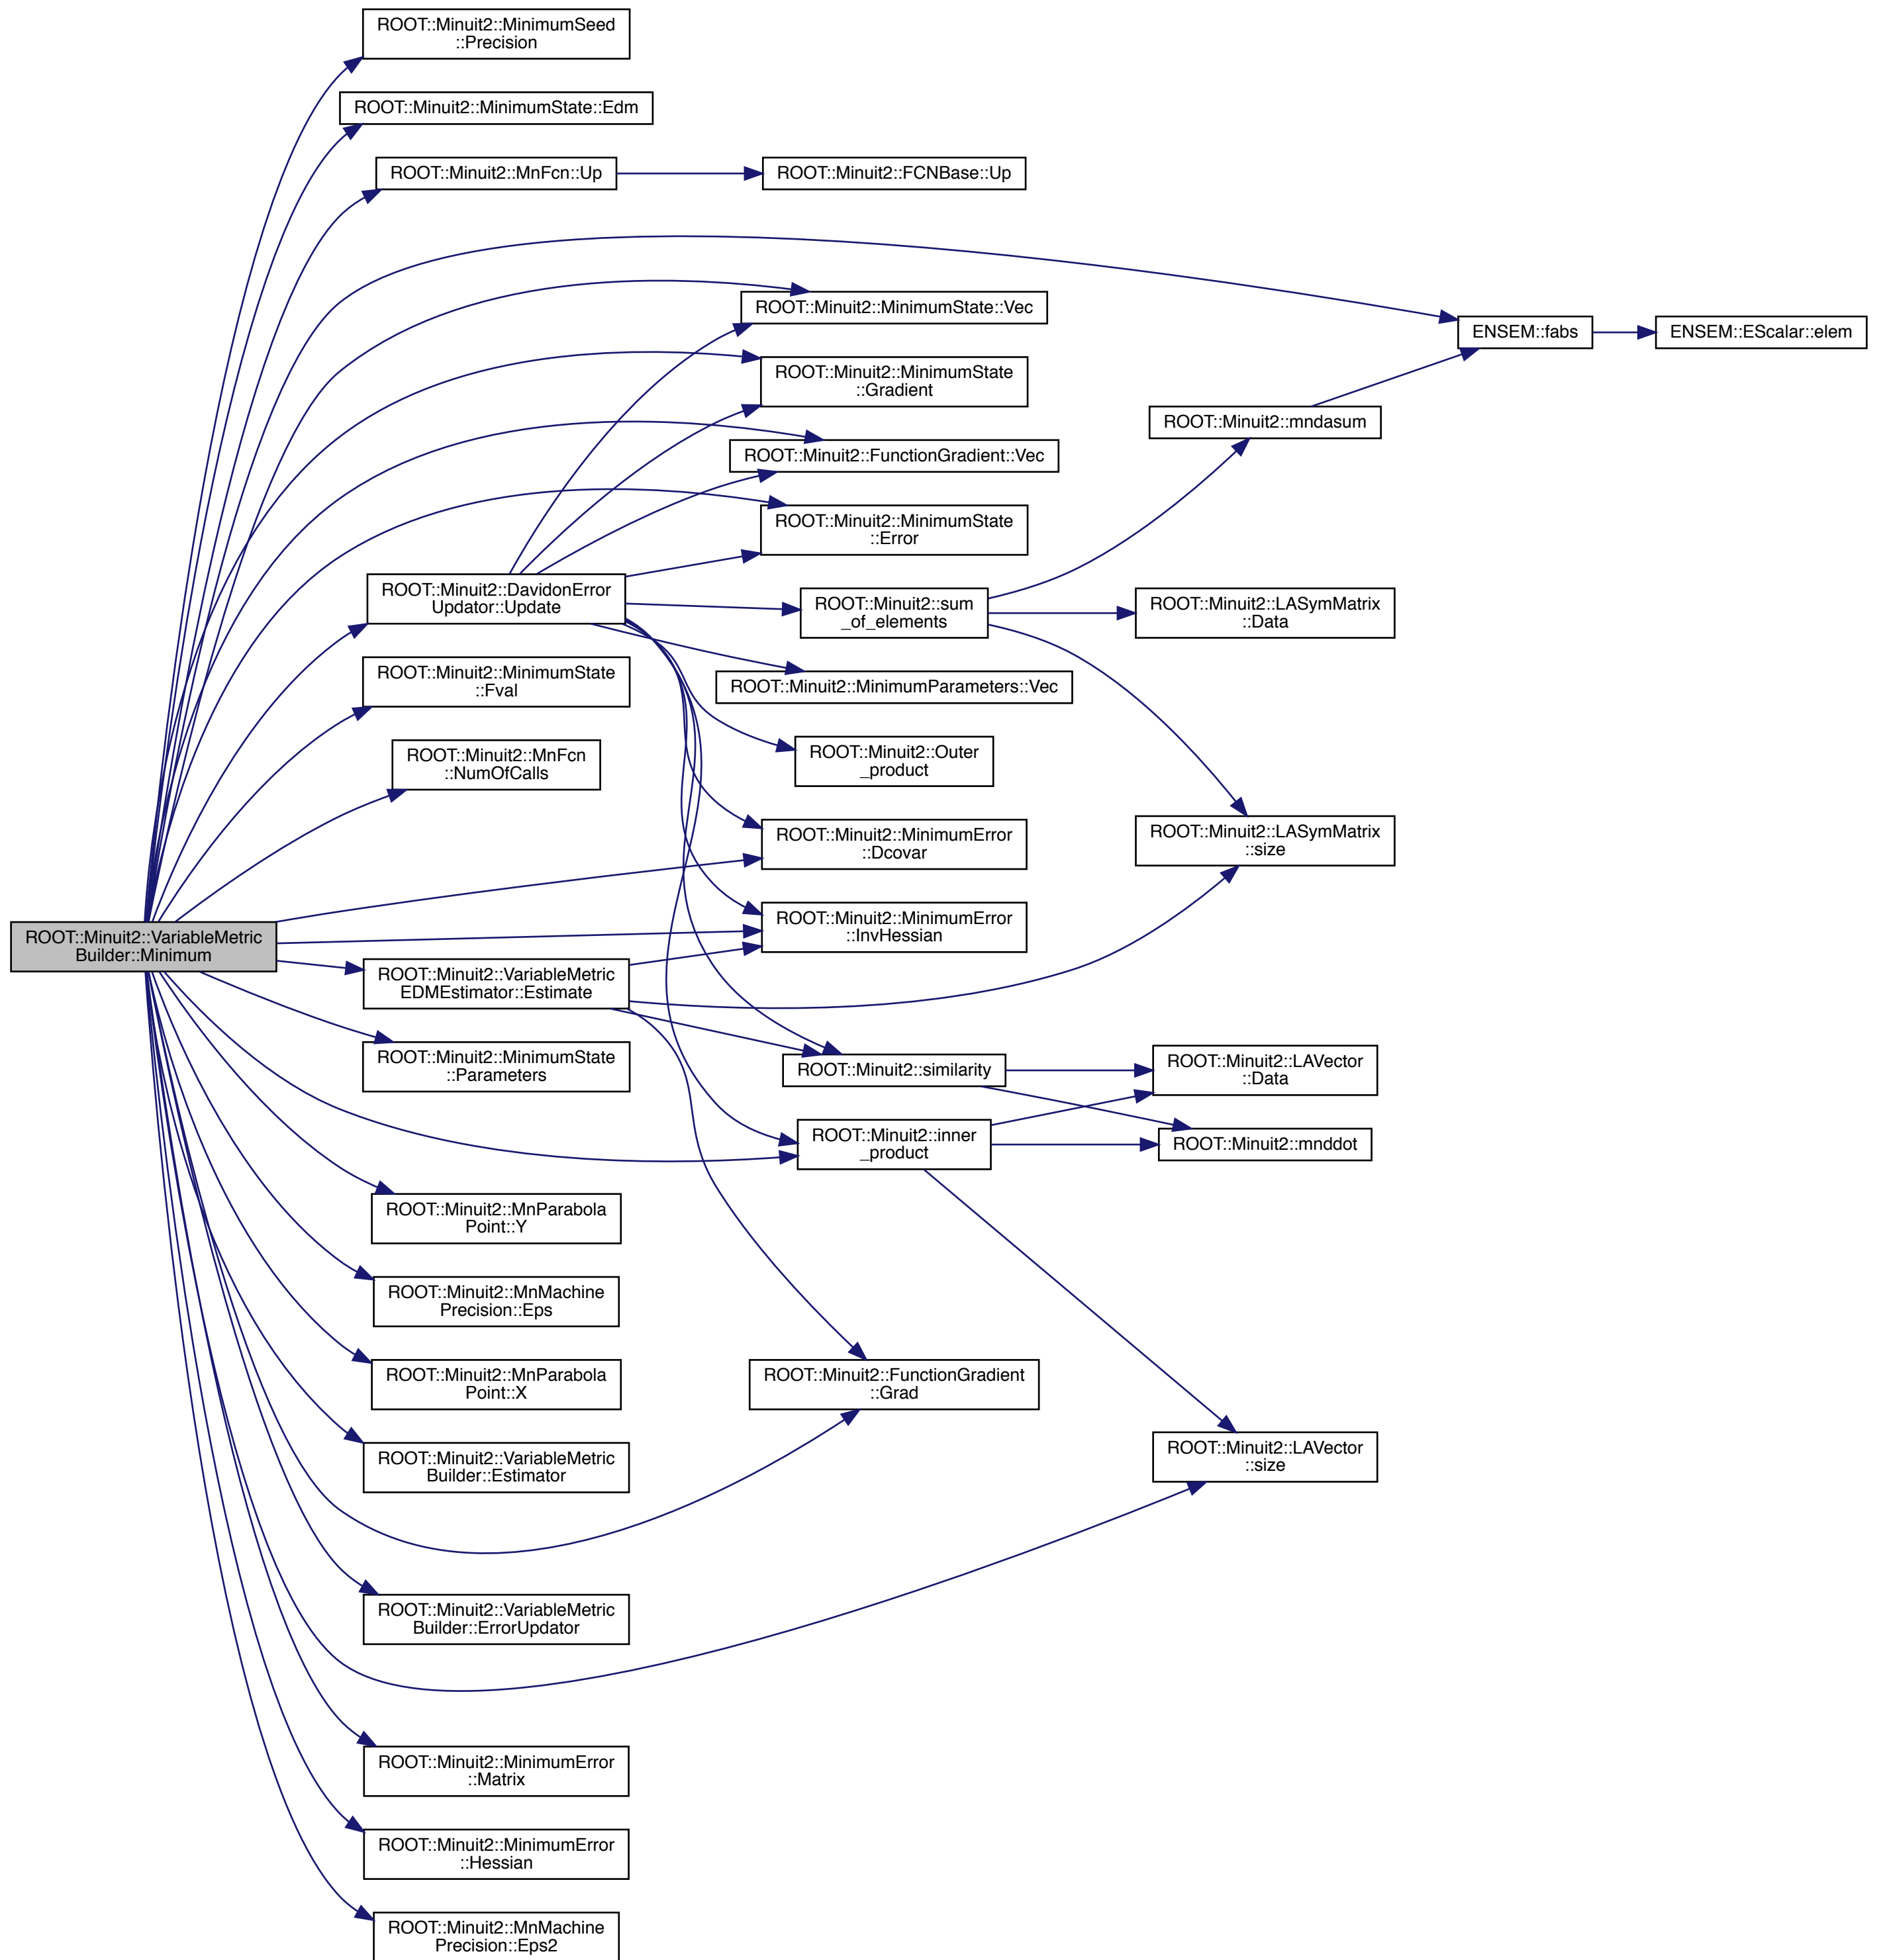 ROOT::Minuit2::MinimumSeed
::Precision
ROOT::Minuit2::MinimumState::Edm
ROOT::Minuit2::MnFcn::Up
ROOT::Minuit2::FCNBase::Up
ROOT::Minuit2::MinimumState::Vec
ENSEM::fabs
ENSEM::EScalar::elem
ROOT::Minuit2::MinimumState
::Gradient
ROOT::Minuit2::mndasum
ROOT::Minuit2::FunctionGradient::Vec
ROOT::Minuit2::MinimumState
::Error
ROOT::Minuit2::DavidonError
Updator::Update
ROOT::Minuit2::sum
_of_elements
ROOT::Minuit2::LASymMatrix
::Data
ROOT::Minuit2::MinimumState
::Fval
ROOT::Minuit2::MinimumParameters::Vec
ROOT::Minuit2::MnFcn
::NumOfCalls
ROOT::Minuit2::Outer
_product
ROOT::Minuit2::MinimumError
::Dcovar
ROOT::Minuit2::LASymMatrix
::size
ROOT::Minuit2::VariableMetric
Builder::Minimum
ROOT::Minuit2::MinimumError
::InvHessian
ROOT::Minuit2::VariableMetric
EDMEstimator::Estimate
ROOT::Minuit2::MinimumState
::Parameters
ROOT::Minuit2::similarity
ROOT::Minuit2::LAVector
::Data
ROOT::Minuit2::inner
_product
ROOT::Minuit2::mnddot
ROOT::Minuit2::MnParabola
Point::Y
ROOT::Minuit2::MnMachine
Precision::Eps
ROOT::Minuit2::MnParabola
Point::X
ROOT::Minuit2::FunctionGradient
::Grad
ROOT::Minuit2::VariableMetric
Builder::Estimator
ROOT::Minuit2::LAVector
::size
ROOT::Minuit2::VariableMetric
Builder::ErrorUpdator
ROOT::Minuit2::MinimumError
::Matrix
ROOT::Minuit2::MinimumError
::Hessian
ROOT::Minuit2::MnMachine
Precision::Eps2